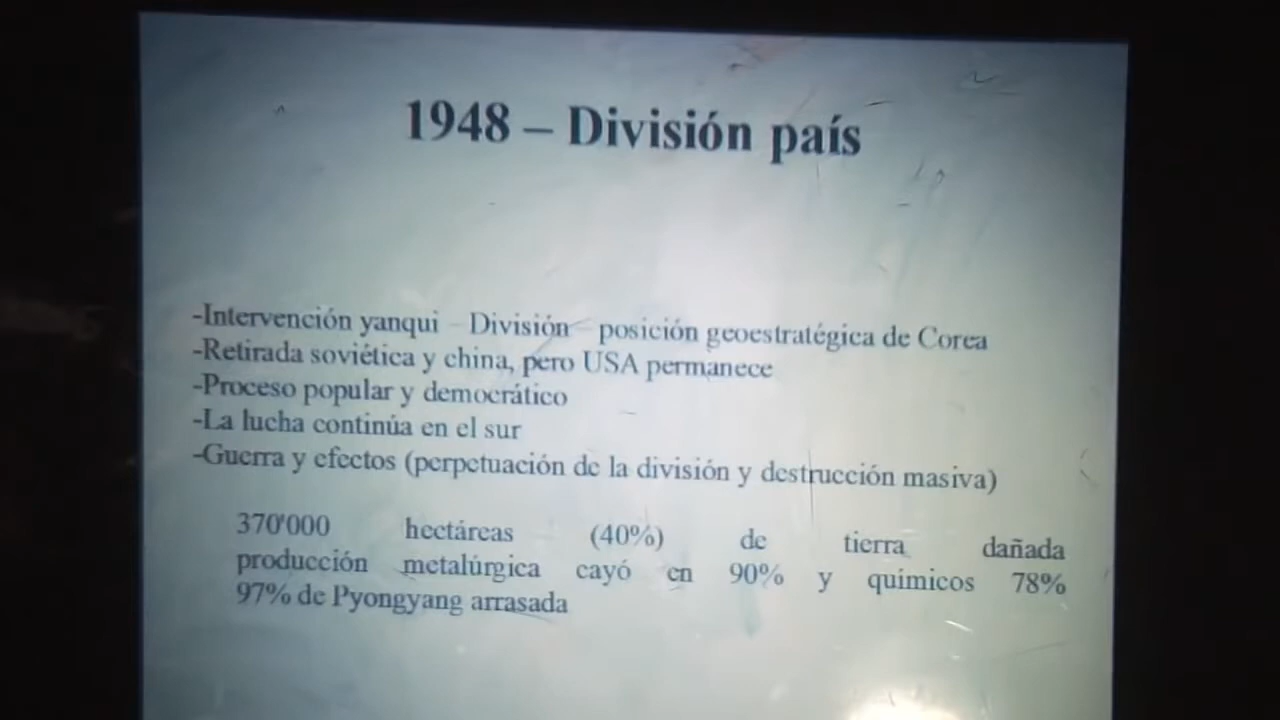 1948 – División país
-Intervención yanqui – División – posición geoestratégica de Corea
-Retirada soviética y china, pero USA permanece
-Proceso popular y democrático
-La lucha continúa en el sur
-Guerra y efectos (perpetuación de la división y destrucción masiva)
370'000 hectáreas (40%) de tierra dañada
producción metalúrgica cayó en 90% y químicos 78%
97% de Pyongyang arrasada